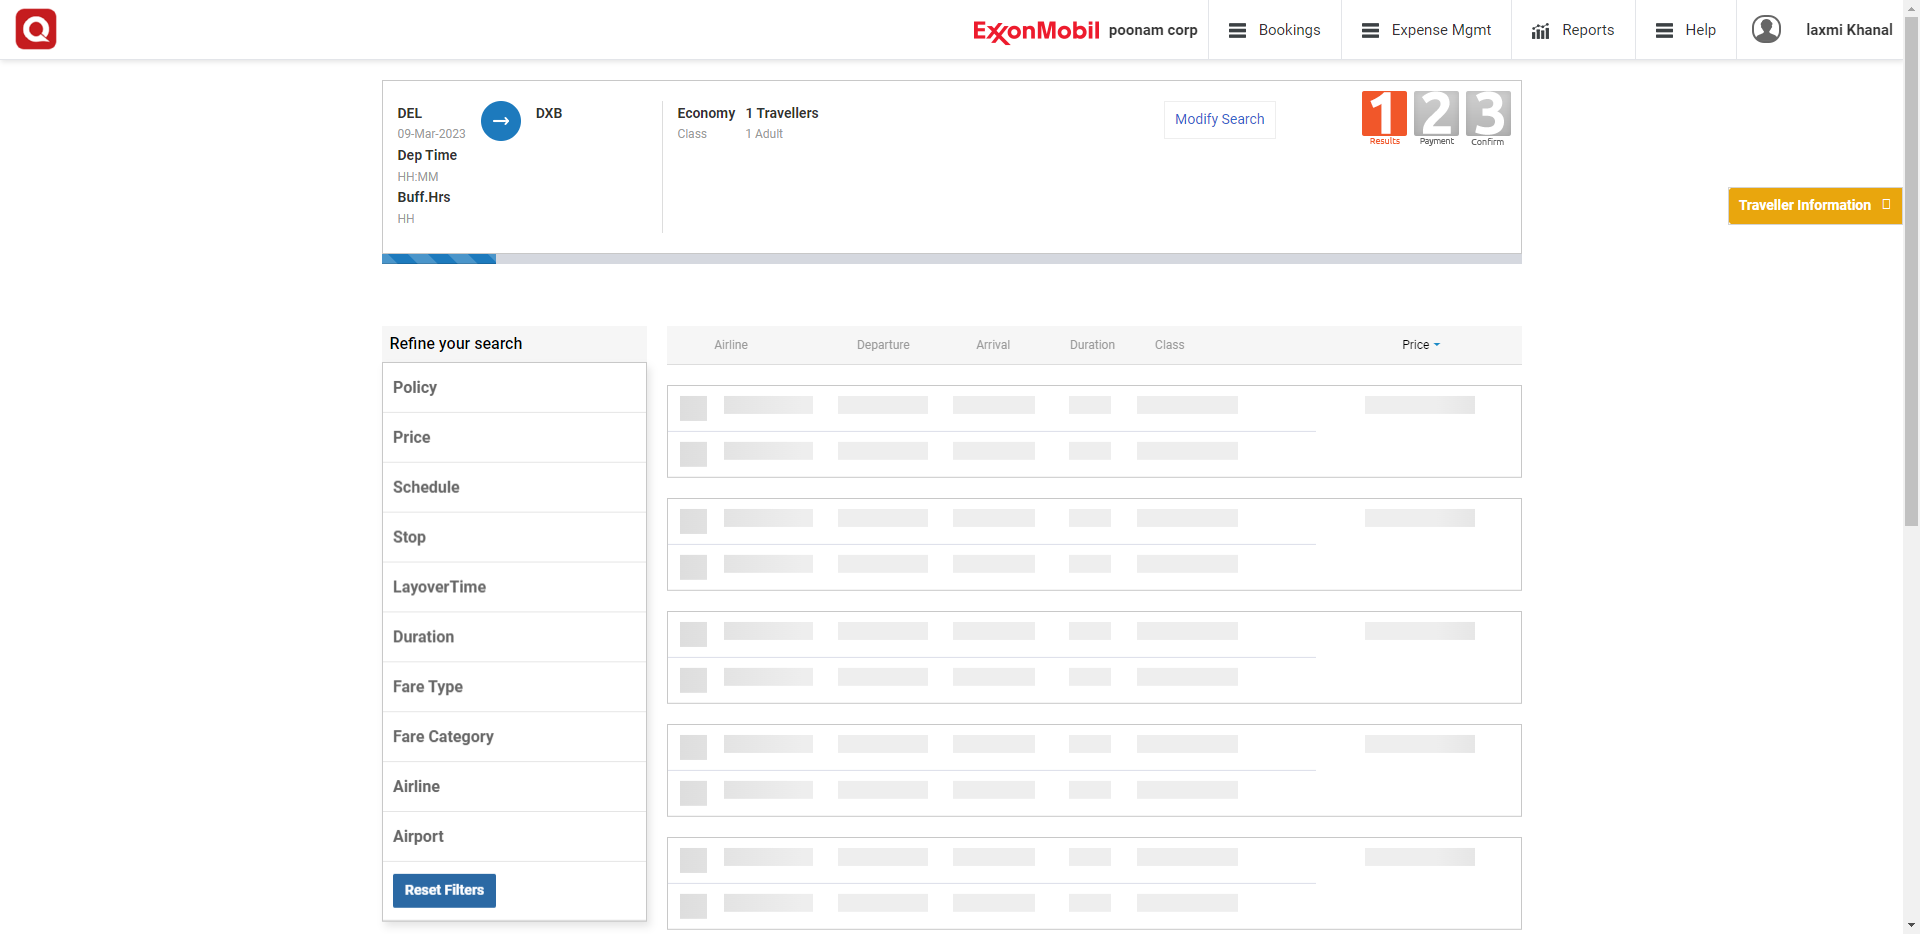 Q
ExxonMobil poonam corp Bookings Expense Mgmt Reports Help laxmi Khanal
DEL DXB Economy 1 Travellers Modify Search 1 2 3
09-Mar-2023 Class 1 Adult Results Payment Confirm
Dep Time
HH:MM
Buff.Hrs
HH
Traveller Information
Refine your search
Airline Departure Arrival Duration Class Price
Policy
Price
Schedule
Stop
LayoverTime
Duration
Fare Type
Fare Category
Airline
Airport
Reset Filters